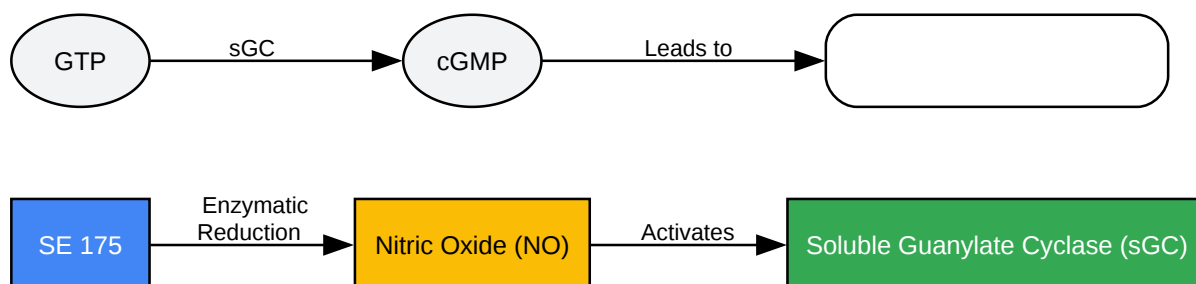 GTP
sGC
cGMP
Leads to
SE 175
Enzymatic
Reduction
Nitric Oxide (NO)
Activates
Soluble Guanylate Cyclase (sGC)